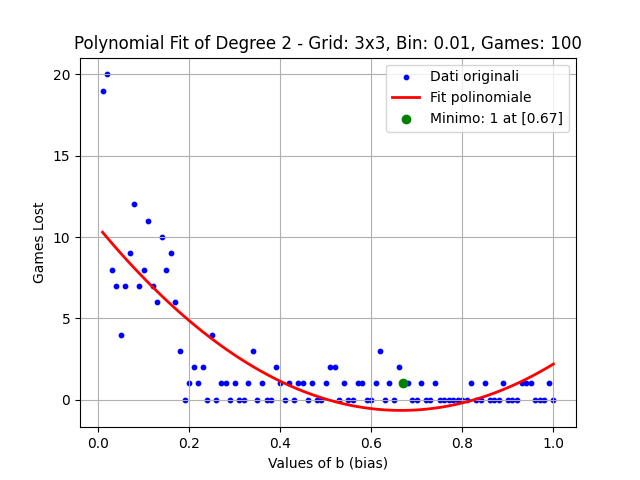 Polynomial Fit of Degree 2 - Grid: 3x3, Bin: 0.01, Games: 100
Dati originali
Fit polinomiale
Minimo: 1 at [0.67]
Games Lost
20
15
10
5
0
0.0 0.2 0.4 0.6 0.8 1.0
Values of b (bias)